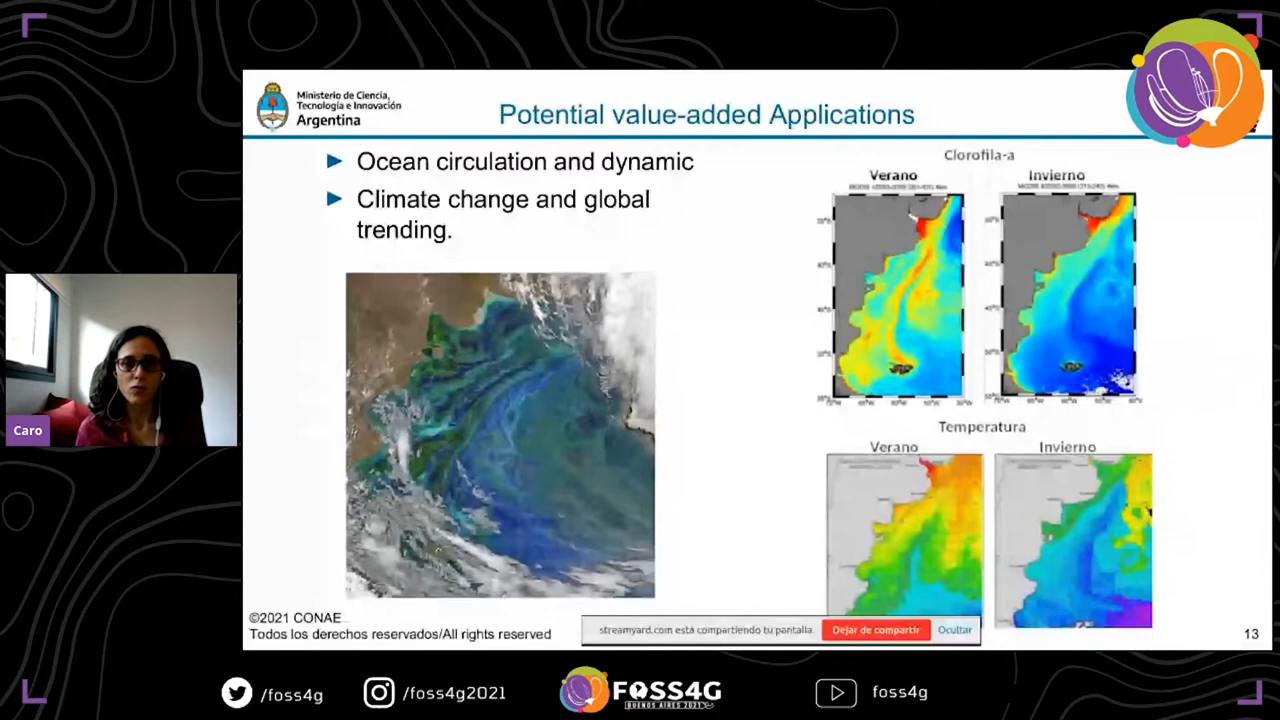 Ministerio de Ciencia,
Tecnología e Innovación
Argentina
Potential value-added Applications
► Ocean circulation and dynamic
► Climate change and global
trending.
Clorofila-a
Verano
Invierno
Temperatura
Verano
Invierno
Caro
©2021 CONAE
Todos los derechos reservados/All rights reserved
streamyard.com está compartiendo tu pantalla.
Dejar de compartir
Ocultar
13
/foss4g
/foss4g2021
FOSS4G
BUENOS AIRES 2021
foss4g